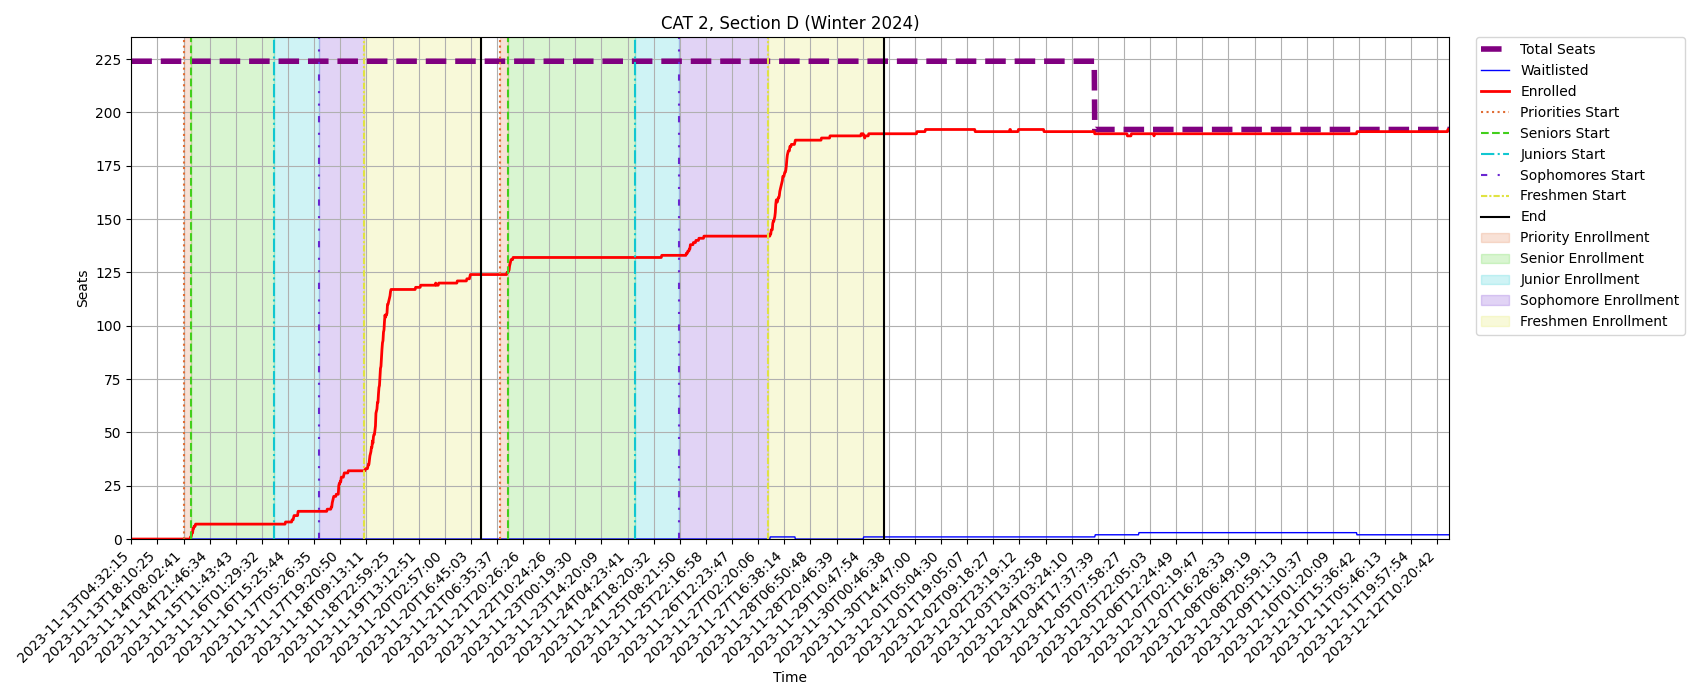 CAT 2, Section D (Winter 2024)
Seats
225
200
175
150
125
100
75
50
25
0
2023-11-13T04:32:15
2023-11-13T18:10:25
2023-11-14T08:02:41
2023-11-14T21:46:34
2023-11-15T11:43:43
2023-11-16T01:29:32
2023-11-16T15:25:44
2023-11-17T05:26:35
2023-11-17T19:20:50
2023-11-18T09:13:11
2023-11-18T22:59:25
2023-11-19T13:12:51
2023-11-20T02:57:00
2023-11-20T16:45:03
2023-11-21T06:35:37
2023-11-21T20:26:26
2023-11-22T10:24:26
2023-11-23T00:19:30
2023-11-23T14:20:09
2023-11-24T04:23:41
2023-11-24T18:20:32
2023-11-25T08:21:50
2023-11-25T22:16:58
2023-11-26T12:23:47
2023-11-27T02:20:06
2023-11-27T16:38:14
2023-11-28T06:50:48
2023-11-28T20:46:39
2023-11-29T10:47:54
2023-11-30T00:46:38
2023-11-30T14:47:00
2023-12-01T05:04:30
2023-12-01T19:05:07
2023-12-02T09:18:27
2023-12-02T23:19:12
2023-12-03T13:32:58
2023-12-04T03:24:10
2023-12-04T17:37:39
2023-12-05T07:58:27
2023-12-05T22:05:03
2023-12-06T12:24:49
2023-12-07T02:19:47
2023-12-07T16:28:33
2023-12-08T06:49:19
2023-12-08T20:59:13
2023-12-09T11:10:37
2023-12-10T01:20:09
2023-12-10T15:36:42
2023-12-11T05:46:13
2023-12-11T19:57:54
2023-12-12T10:20:42
Time
Total Seats
Waitlisted
Enrolled
Priorities Start
Seniors Start
Juniors Start
Sophomores Start
Freshmen Start
End
Priority Enrollment
Senior Enrollment
Junior Enrollment
Sophomore Enrollment
Freshmen Enrollment